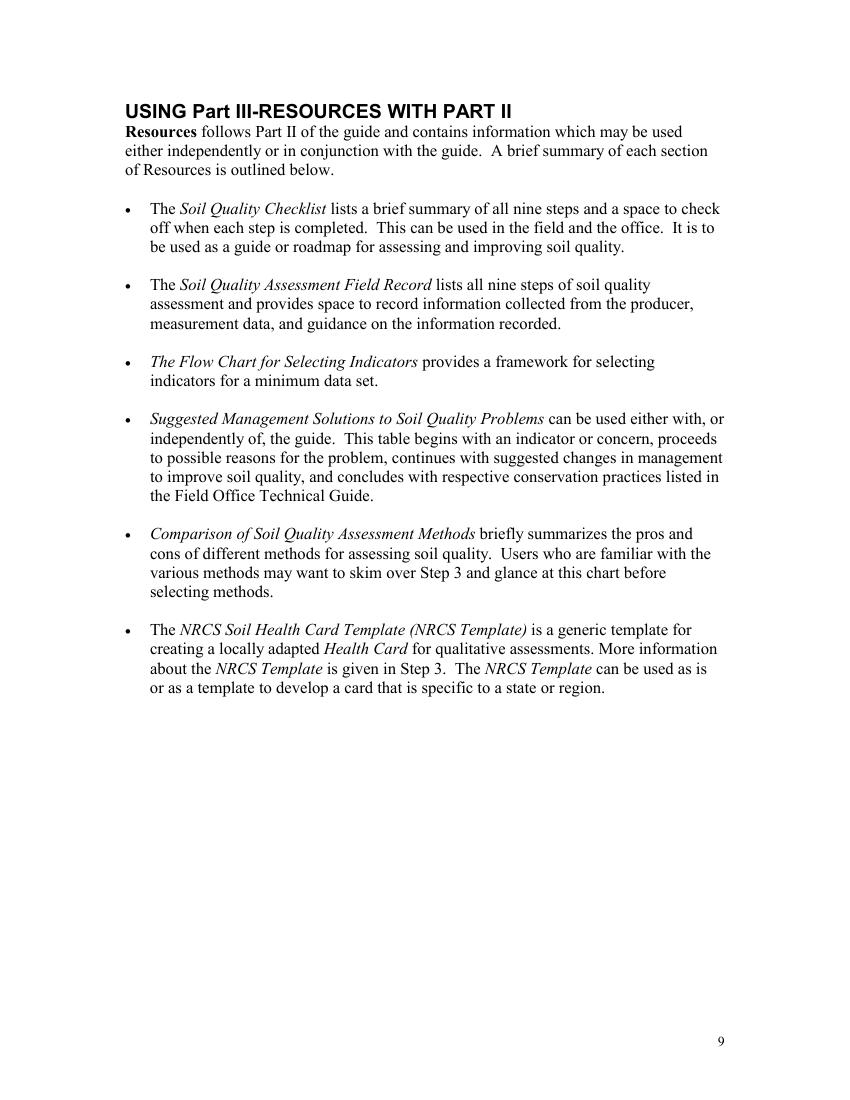 USING Part III-RESOURCES WITH PART II
Resources follows Part II of the guide and contains information which may be used
either independently or in conjunction with the guide.  A brief summary of each section
of Resources is outlined below.
• The Soil Quality Checklist lists a brief summary of all nine steps and a space to check
off when each step is completed.  This can be used in the field and the office.  It is to
be used as a guide or roadmap for assessing and improving soil quality.
• The Soil Quality Assessment Field Record lists all nine steps of soil quality
assessment and provides space to record information collected from the producer,
measurement data, and guidance on the information recorded.
• The Flow Chart for Selecting Indicators provides a framework for selecting
indicators for a minimum data set.
• Suggested Management Solutions to Soil Quality Problems can be used either with, or
independently of, the guide.  This table begins with an indicator or concern, proceeds
to possible reasons for the problem, continues with suggested changes in management
to improve soil quality, and concludes with respective conservation practices listed in
the Field Office Technical Guide.
• Comparison of Soil Quality Assessment Methods briefly summarizes the pros and
cons of different methods for assessing soil quality.  Users who are familiar with the
various methods may want to skim over Step 3 and glance at this chart before
selecting methods.
• The NRCS Soil Health Card Template (NRCS Template) is a generic template for
creating a locally adapted Health Card for qualitative assessments. More information
about the NRCS Template is given in Step 3.  The NRCS Template can be used as is
or as a template to develop a card that is specific to a state or region.
9